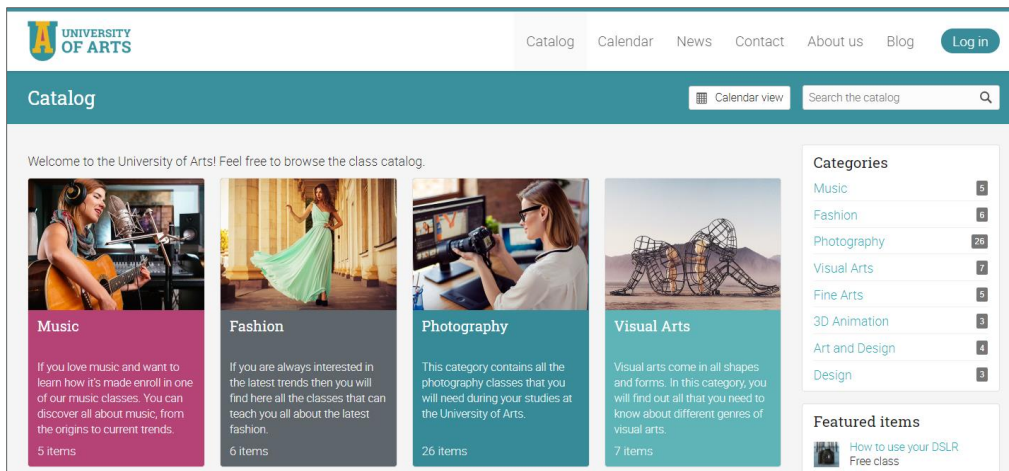 UNIVERSITY
OF ARTS
Catalog
Calendar
News
Contact
About us
Blog
Log in
Catalog
Calendar view
Search the catalog
Welcome to the University of Arts! Feel free to browse the class catalog.
Music
If you love music and want to
learn how it's made enroll in one
of our music classes. You can
discover all about music, from
the origins to current trends.
5 items
Fashion
If you are always interested in
the latest trends then you will
find here all the classes that can
teach you all about the latest
fashion.
6 items
Photography
This category contains all the
photography classes that you
will need during your studies at
the University of Arts.
26 items
Visual Arts
Visual arts come in all shapes
and forms. In this category, you
will find out all that you need to
know about different genres of
visual arts.
7 items
Categories
Music 5
Fashion 6
Photography 26
Visual Arts 7
Fine Arts 5
3D Animation 3
Art and Design 4
Design 3
Featured items
How to use your DSLR
Free class